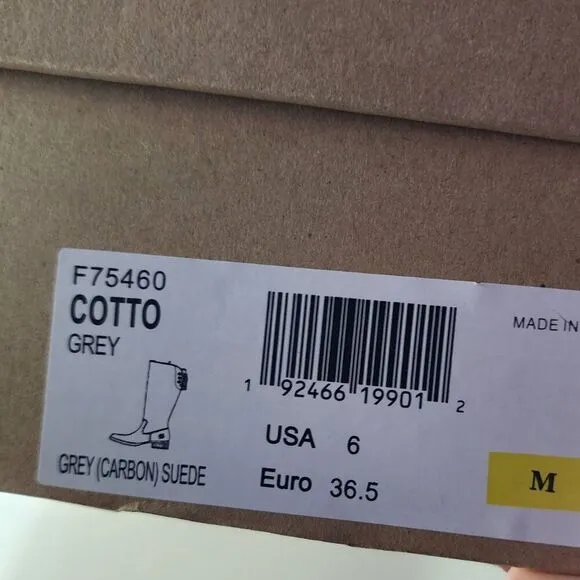 F75460
COTTO
GREY
GREY (CARBON) SUEDE
1 92466 19901 2
USA 6
Euro 36.5
MADE IN
M